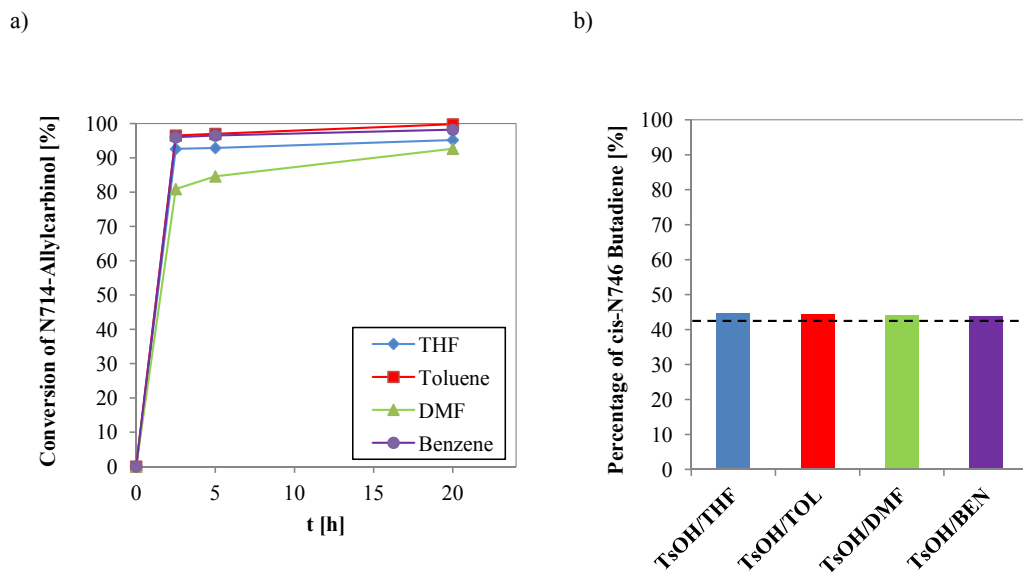 a)
b)
Conversion of N714-Allylcarbinol [%]
100
90
80
70
60
50
40
30
20
10
0
0
5
10
15
20
t [h]
THF
Toluene
DMF
Benzene
Percentage of cis-N746 Butadiene [%]
100
90
80
70
60
50
40
30
20
10
0
TsOH/THF
TsOH/TOL
TsOH/DMF
TsOH/BEN